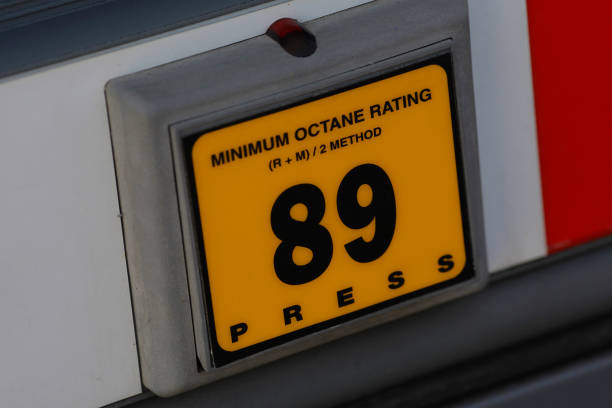 MINIMUM OCTANE RATING
(R + M) / 2 METHOD
89
PRESS